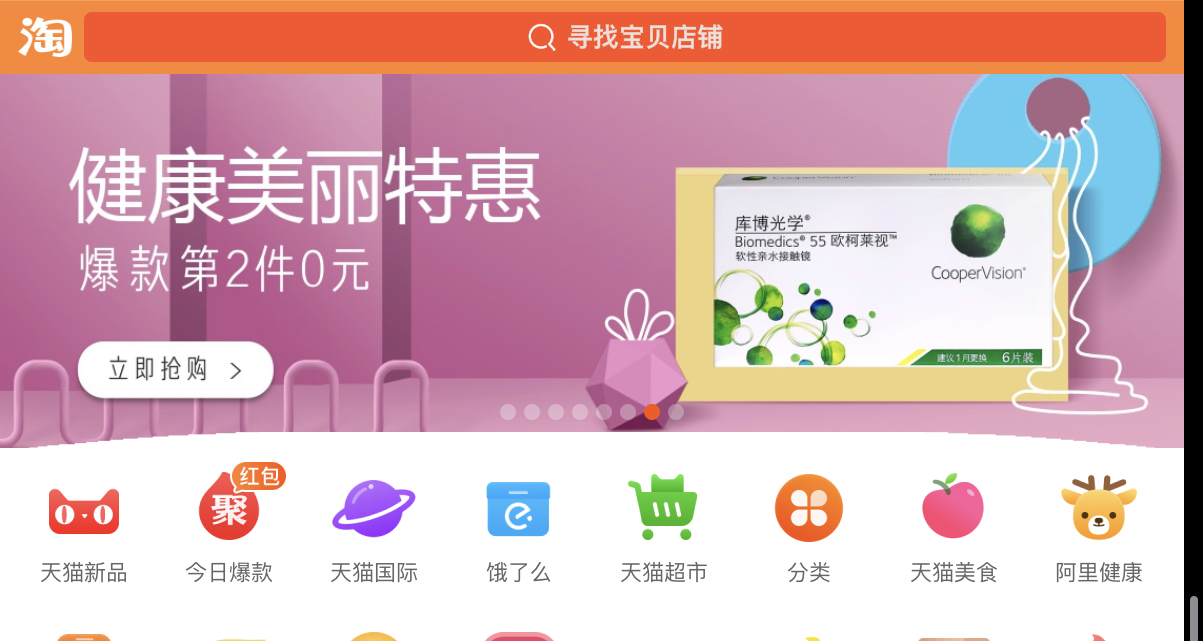 淘
寻找宝贝店铺
健康美丽特惠
爆款第2件0元
立即抢购 >
CooperVision
库博光学®
Biomedics® 55 欧柯莱视™
软性亲水接触镜
CooperVision®
建议1月更换 6片装
红包
聚
天猫新品
今日爆款
天猫国际
饿了么
天猫超市
分类
天猫美食
阿里健康